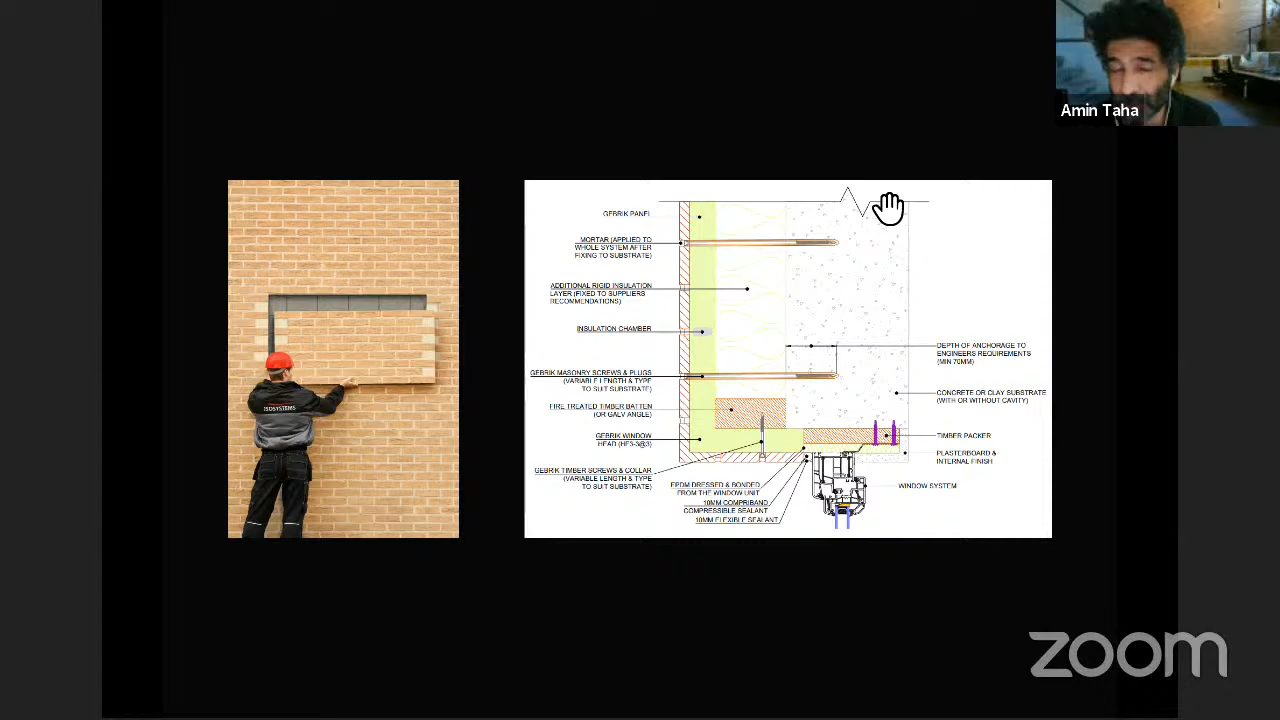 Amin Taha
ISOSYSTEMS
GEBRIK PANEL
MORTAR (APPLIED TO
WHOLE SYSTEM AFTER
FIXING TO SUBSTRATE)
ADDITIONAL RIGID INSULATION
LAYER (FIXED TO SUPPLIERS
RECOMMENDATIONS)
INSULATION CHAMBER
GEBRIK MASONRY SCREWS & PLUGS
(VARIABLE LENGTH & TYPE
TO SUIT SUBSTRATE)
FIRE TREATED TIMBER BATTEN
(OR GALV ANGLE)
GEBRIK WINDOW
HEAD (HF3-3@3)
GEBRIK TIMBER SCREWS & COLLAR
(VARIABLE LENGTH & TYPE
TO SUIT SUBSTRATE)
EPDM DRESSED & BONDED
FROM THE WINDOW UNIT
10MM COMPRIBAND
COMPRESSIBLE SEALANT
10MM FLEXIBLE SEALANT
DEPTH OF ANCHORAGE TO
ENGINEERS REQUIREMENTS
(MIN 70MM)
CONCRETE OR CLAY SUBSTRATE
(WITH OR WITHOUT CAVITY)
TIMBER PACKER
PLASTERBOARD &
INTERNAL FINISH
WINDOW SYSTEM
zoom